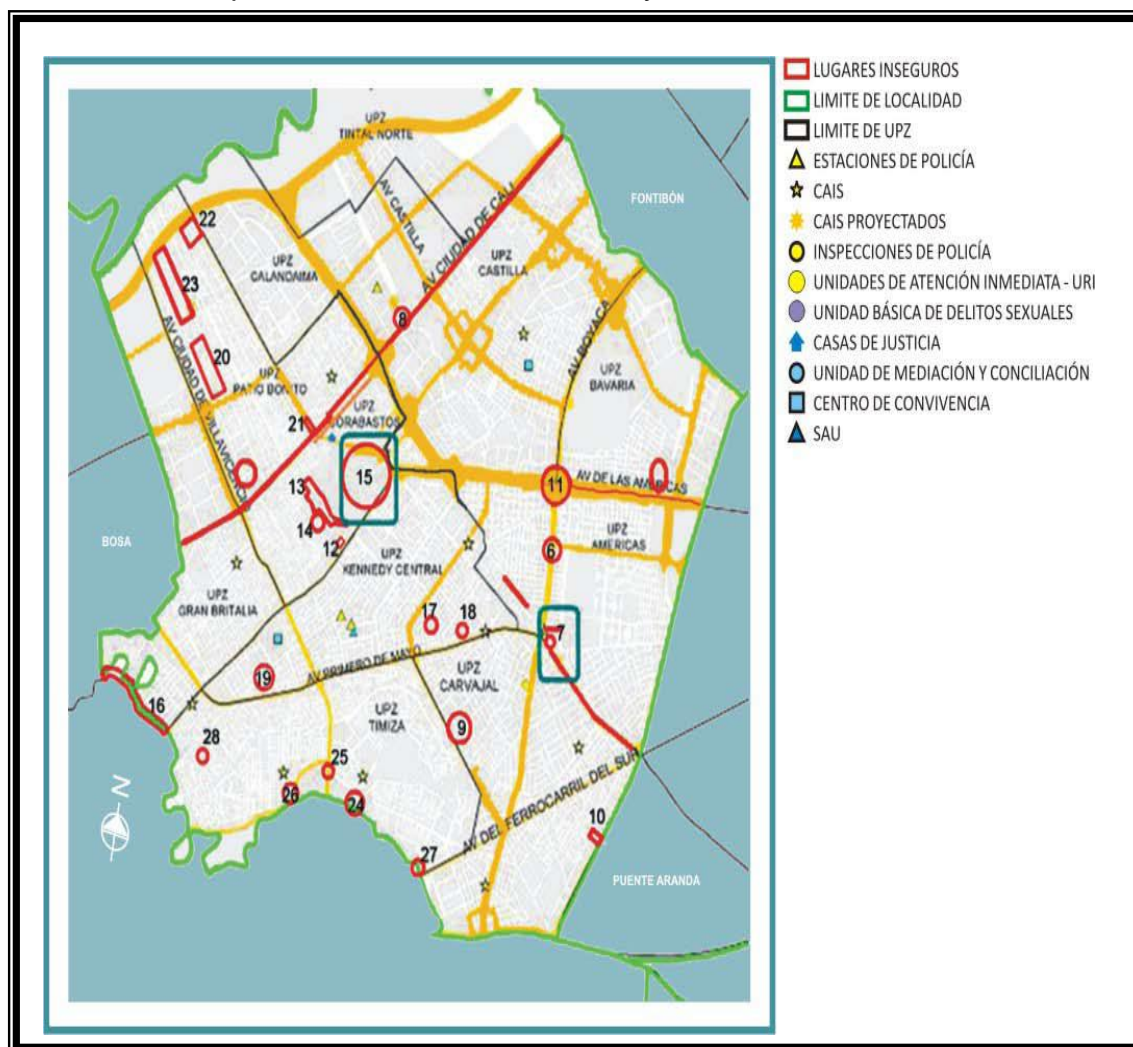 LUGARES INSEGUROS
LIMITE DE LOCALIDAD
LIMITE DE UPZ
ESTACIONES DE POLICÍA
CAIS
CAIS PROYECTADOS
INSPECCIONES DE POLICÍA
UNIDADES DE ATENCIÓN INMEDIATA - URI
UNIDAD BÁSICA DE DELITOS SEXUALES
CASAS DE JUSTICIA
UNIDAD DE MEDIACIÓN Y CONCILIACIÓN
CENTRO DE CONVIVENCIA
SAU
UPZ
TINTAL NORTE
FONTIBÓN
AV CASTILLA
AV CIUDAD DE CALI
22
UPZ
CALANDAIMA
UPZ
CASTILLA
23
8
AV BOYACA
20
AV CIUDAD DE VILLAVICENCIO
UPZ
PATIO BONITO
UPZ
BAVARIA
UPZ
CORABASTOS
21
15
13
11
AV DE LAS AMERICAS
14
12
BOSA
UPZ
AMERICAS
6
UPZ
KENNEDY CENTRAL
UPZ
GRAN BRITALIA
17
18
7
AV PRIMERO DE MAYO
19
UPZ
CARVAJAL
16
UPZ
TIMIZA
9
28
25
26
24
AV DEL FERROCARRIL DEL SUR
N
10
27
PUENTE ARANDA